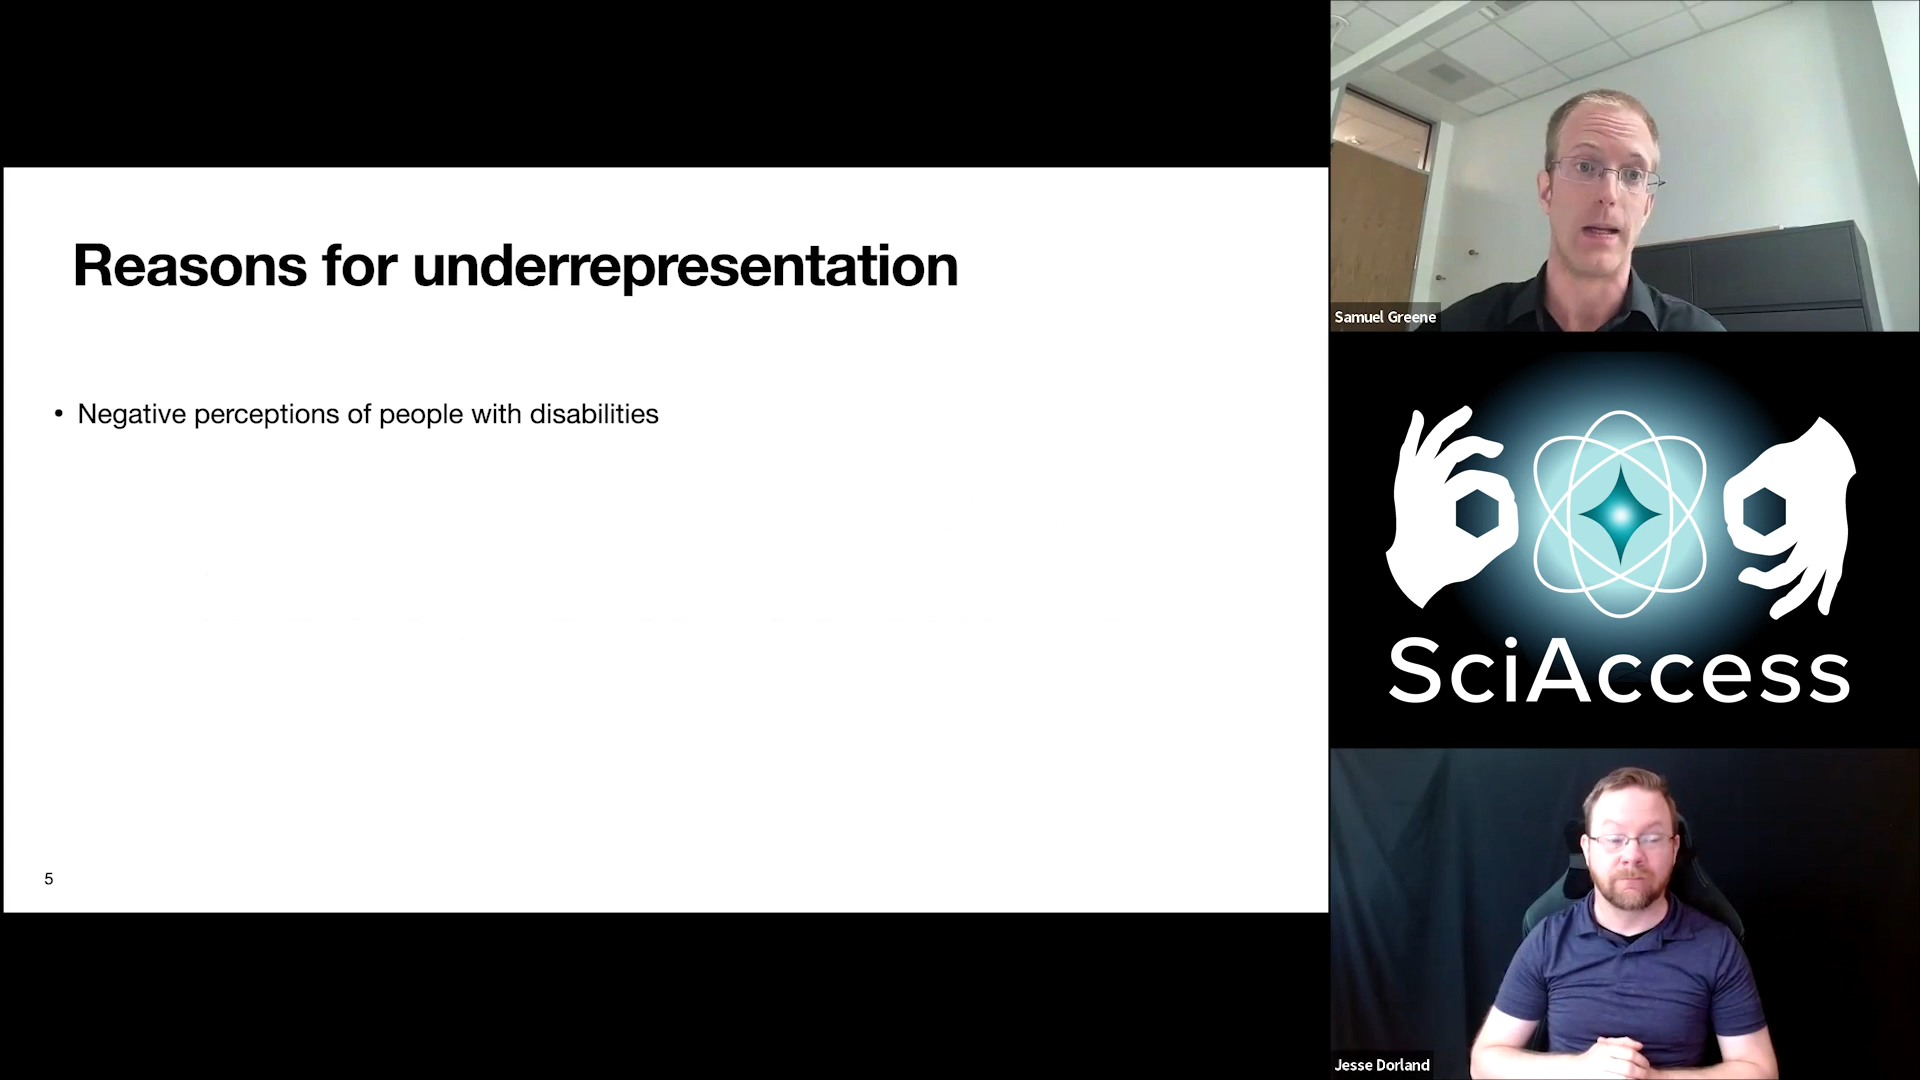 Reasons for underrepresentation
• Negative perceptions of people with disabilities
5
Samuel Greene
SciAccess
Jesse Dorland